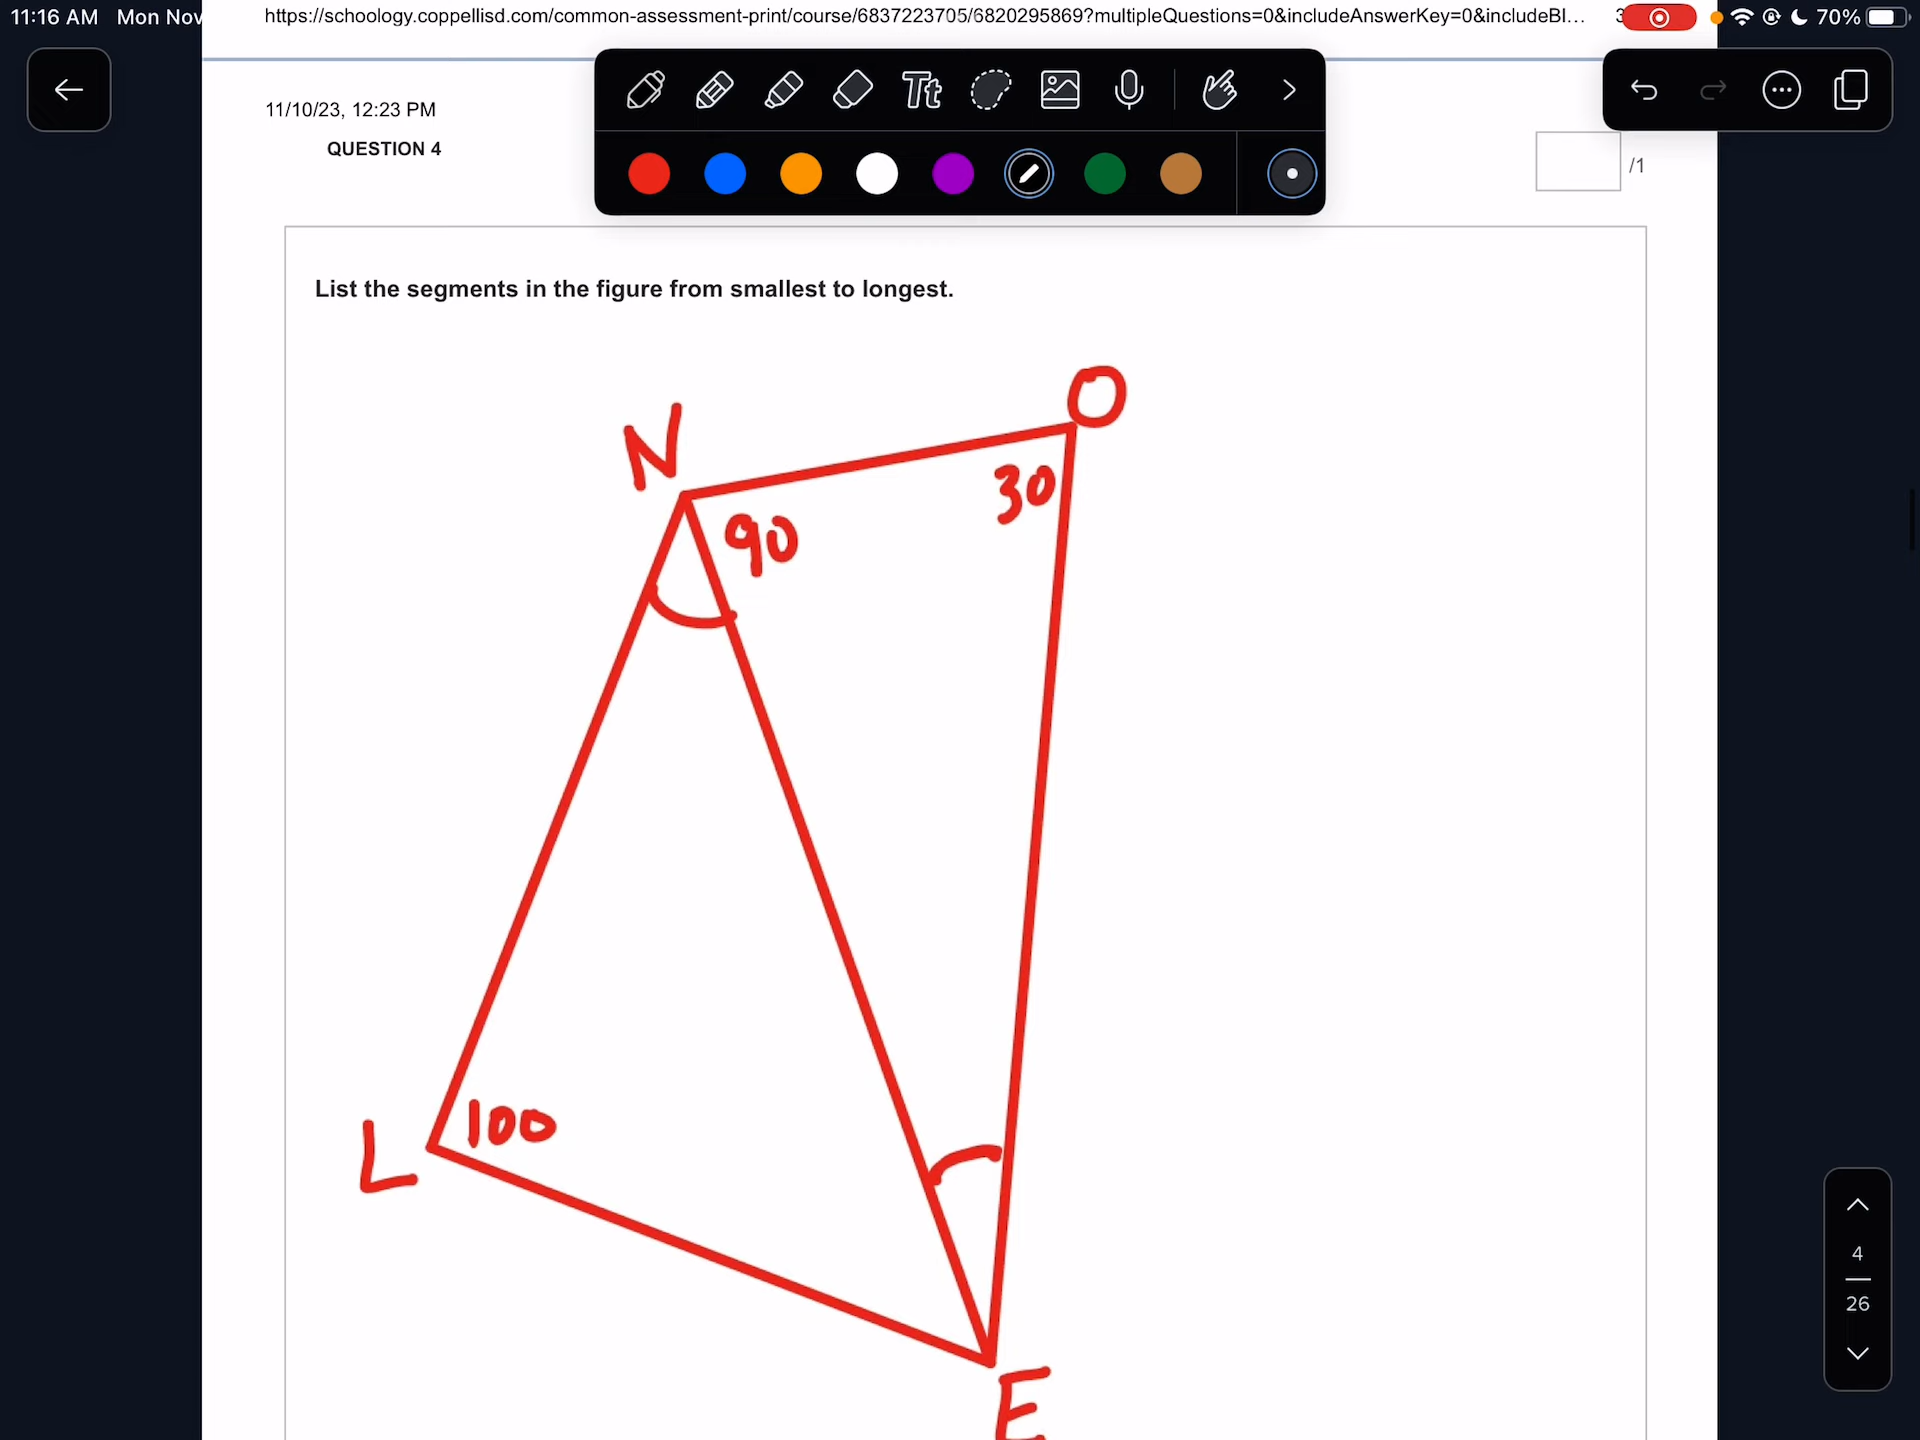 11:16 AM Mon Nov
https://schoology.coppellisd.com/common-assessment-print/course/6837223705/6820295869?multipleQuestions=0&includeAnswerKey=0&includeBl…
70%
Tt
11/10/23, 12:23 PM
QUESTION 4
/1
List the segments in the figure from smallest to longest.
O
N
30
90
100
L
E
4
26